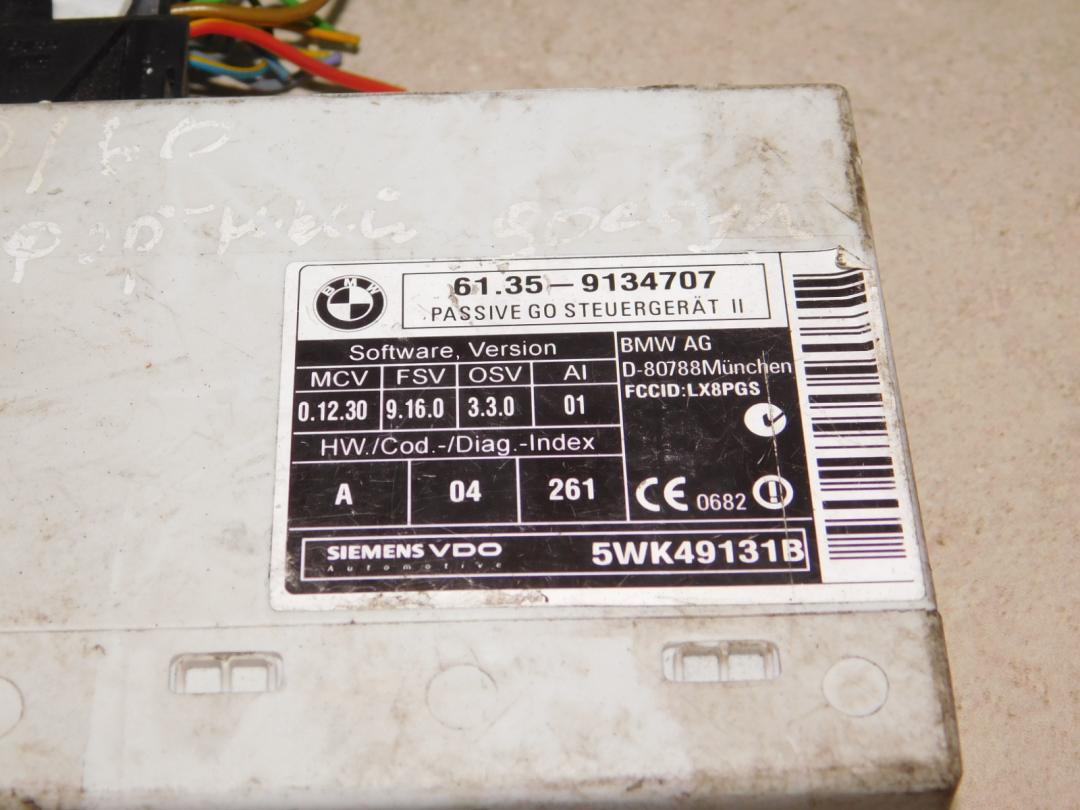 BMW
61.35-9134707
PASSIVE GO STEUERGERÄT II
Software, Version
MCV FSV OSV AI
0.12.30 9.16.0 3.3.0 01
HW./Cod.-/Diag.-Index
A 04 261
BMW AG
D-80788München
FCCID:LX8PGS
CE 0682
SIEMENS VDO
Automotive
5WK49131B